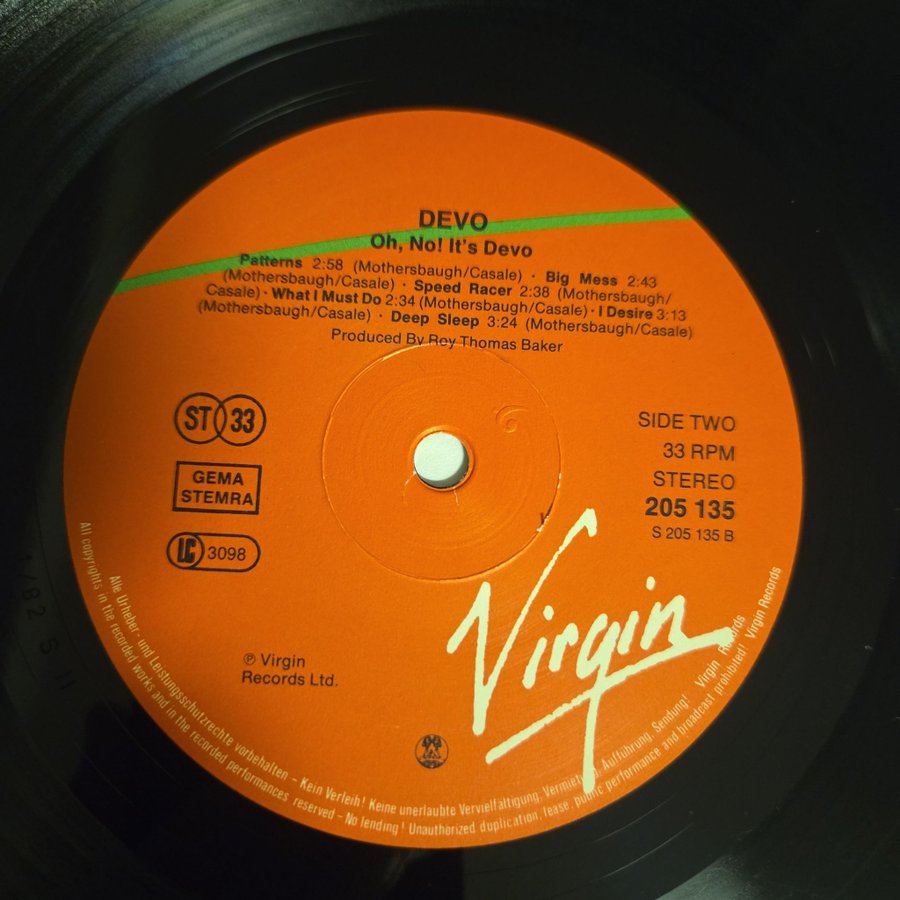 DEVO
Oh, No! It's Devo
Patterns 2:58 (Mothersbaugh/Casale) · Big Mess 2:43
(Mothersbaugh/Casale) · Speed Racer 2:38 (Mothersbaugh/
Casale) · What I Must Do 2:34 (Mothersbaugh/Casale) · I Desire 3:13
(Mothersbaugh/Casale) · Deep Sleep 3:24 (Mothersbaugh/Casale)
Produced By Roy Thomas Baker
ST 33
GEMA
STEMRA
LC 3098
SIDE TWO
33 RPM
STEREO
205 135
S 205 135 B
Virgin
℗ Virgin
Records Ltd.
Alle Urheber- und Leistungsschutzrechte vorbehalten – Kein Verleih! Keine unerlaubte Vervielfältigung, Vermietung, Aufführung, Sendung! Virgin Records
All copyrights in the recorded works and in the recorded performances reserved – No lending! Unauthorized duplication, lease, public performance and broadcast prohibited! Virgin Records